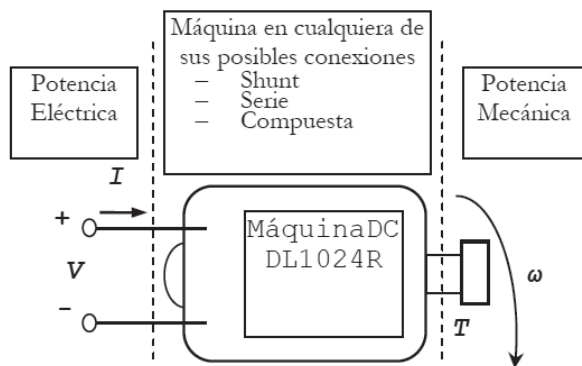 Máquina en cualquiera de
sus posibles conexiones
– Shunt
– Serie
– Compuesta
Potencia
Eléctrica
Potencia
Mecánica
I
+
V
-
MáquinaDC
DL1024R
T
ω